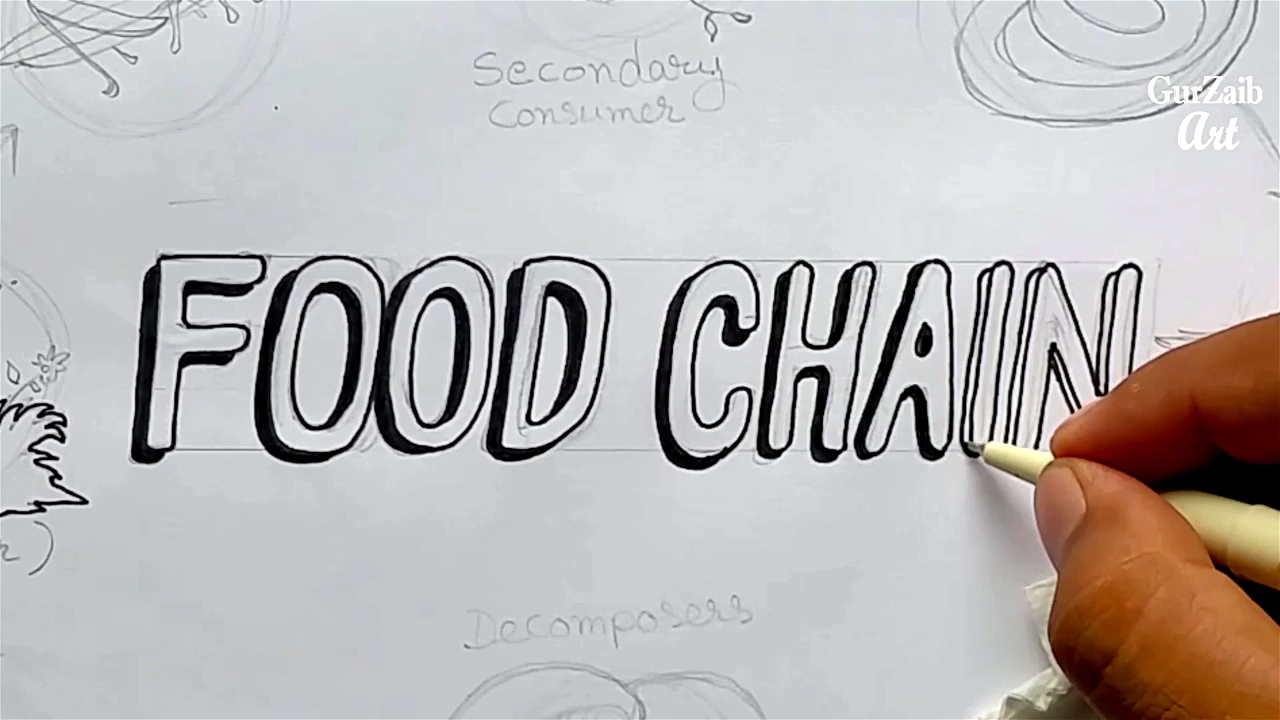 Secondary
Consumer
GurZaib
Art
FOOD CHAIN
Decomposers